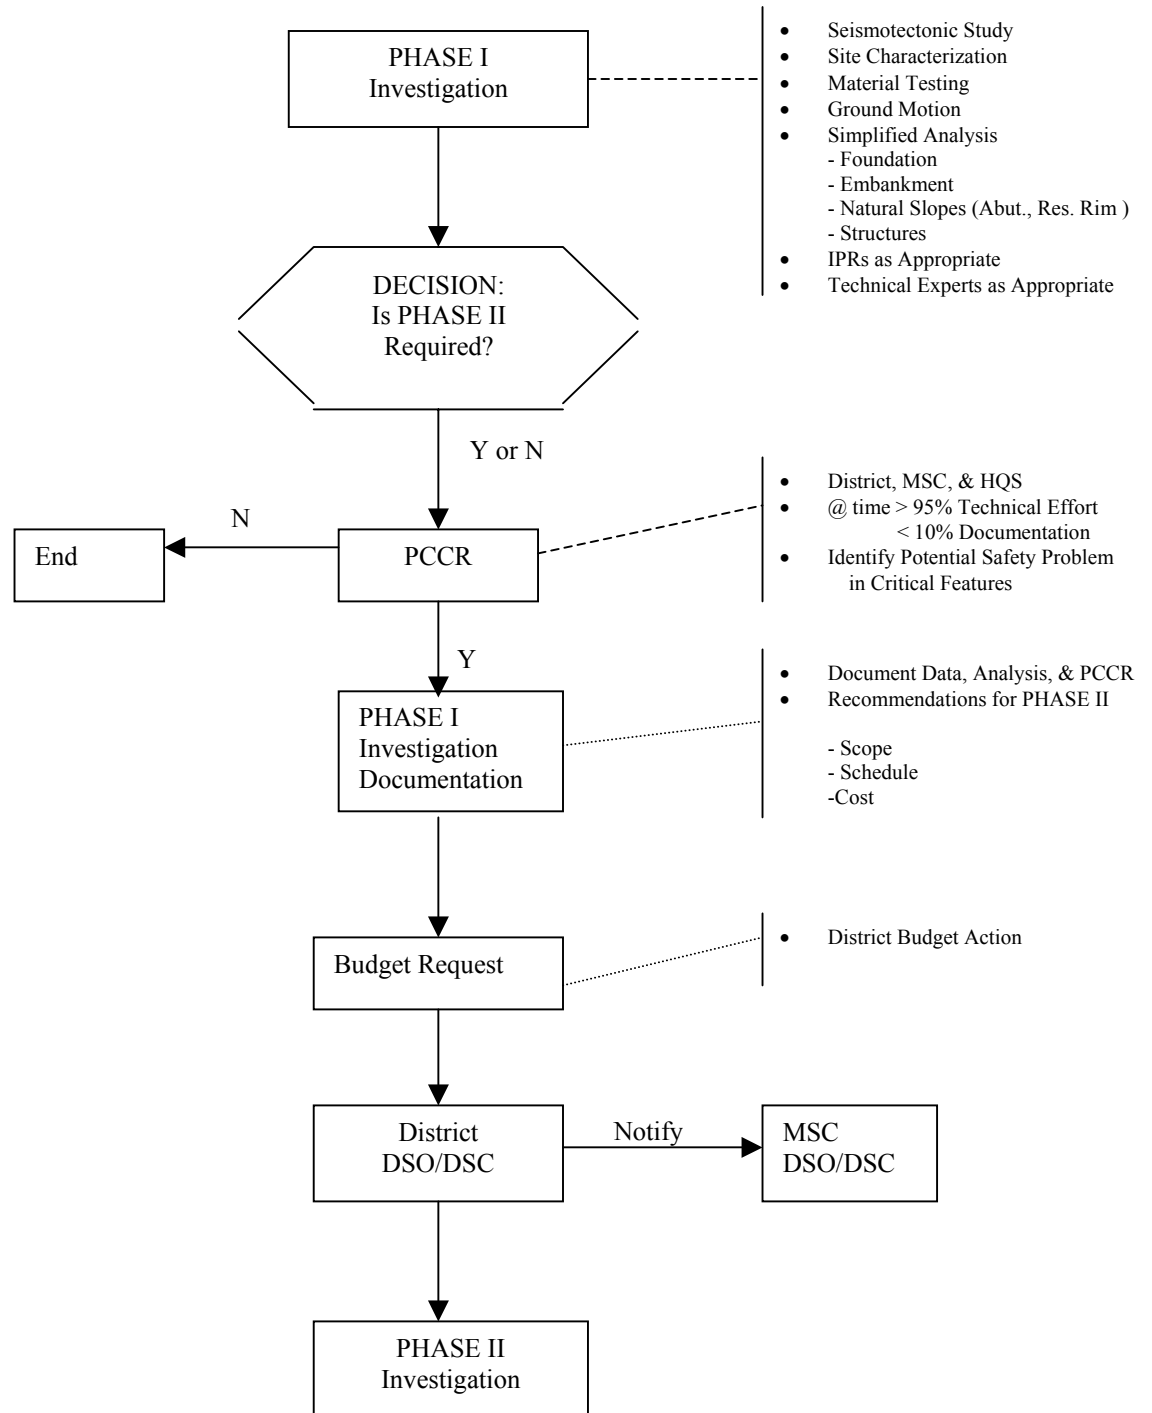 PHASE I
Investigation
• Seismotectonic Study
• Site Characterization
• Material Testing
• Ground Motion
• Simplified Analysis
- Foundation
- Embankment
- Natural Slopes (Abut., Res. Rim )
- Structures
• IPRs as Appropriate
• Technical Experts as Appropriate
DECISION:
Is PHASE II
Required?
Y or N
N
End
PCCR
• District, MSC, & HQS
• @ time > 95% Technical Effort
< 10% Documentation
• Identify Potential Safety Problem
in Critical Features
Y
PHASE I
Investigation
Documentation
• Document Data, Analysis, & PCCR
• Recommendations for PHASE II
- Scope
- Schedule
-Cost
Budget Request
• District Budget Action
District
DSO/DSC
Notify
MSC
DSO/DSC
PHASE II
Investigation